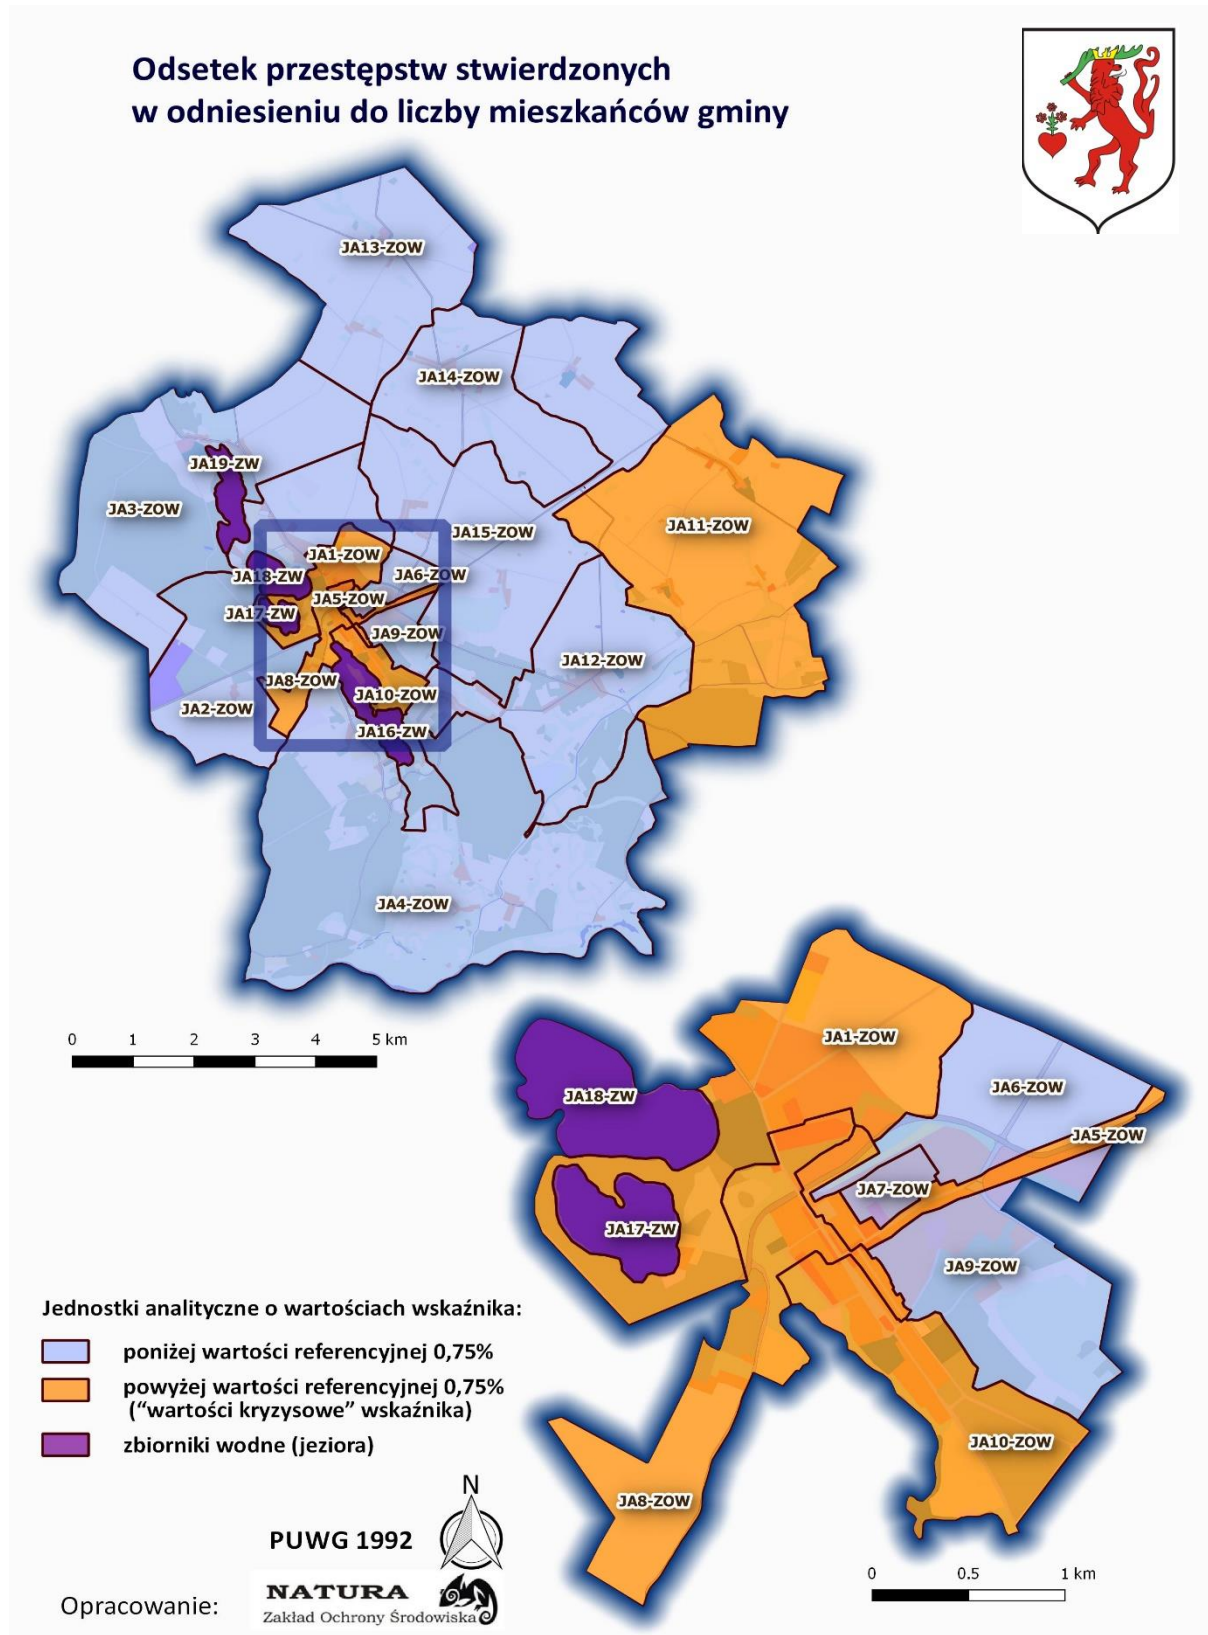 Odsetek przestępstw stwierdzonych
w odniesieniu do liczby mieszkańców gminy
JA13-ZOW
JA14-ZOW
JA19-ZW
JA3-ZOW
JA11-ZOW
JA15-ZOW
JA1-ZOW
JA18-ZW
JA6-ZOW
JA5-ZOW
JA17-ZW
JA9-ZOW
JA12-ZOW
JA8-ZOW
JA10-ZOW
JA2-ZOW
JA16-ZW
JA4-ZOW
0 1 2 3 4 5 km
JA1-ZOW
JA6-ZOW
JA18-ZW
JA5-ZOW
JA7-ZOW
JA17-ZW
JA9-ZOW
JA10-ZOW
JA8-ZOW
Jednostki analityczne o wartościach wskaźnika:
poniżej wartości referencyjnej 0,75%
powyżej wartości referencyjnej 0,75%
(“wartości kryzysowe” wskaźnika)
zbiorniki wodne (jeziora)
N
PUWG 1992
0 0.5 1 km
Opracowanie:
NATURA
Zakład Ochrony Środowiska